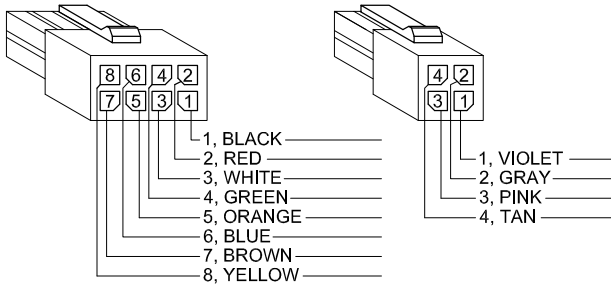 8 6 4 2
7 5 3 1
1, BLACK
2, RED
3, WHITE
4, GREEN
5, ORANGE
6, BLUE
7, BROWN
8, YELLOW
4 2
3 1
1, VIOLET
2, GRAY
3, PINK
4, TAN